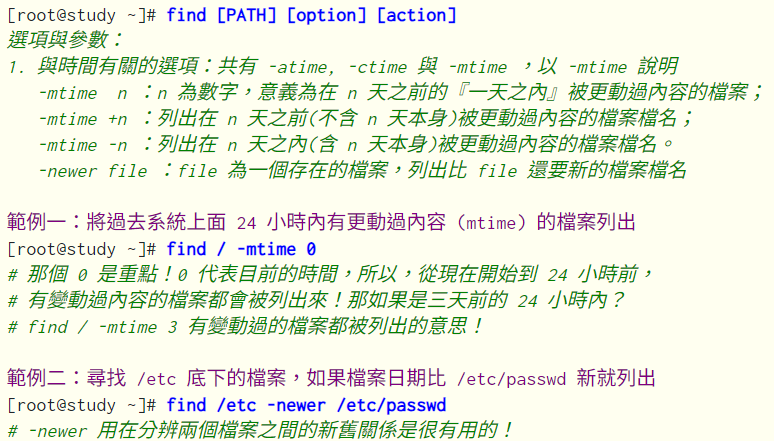 [root@study ~]# find [PATH] [option] [action]
選項與參數：
1. 與時間有關的選項：共有 -atime, -ctime 與 -mtime ，以 -mtime 說明
-mtime  n ：n 為數字，意義為在 n 天之前的『一天之內』被更動過內容的檔案；
-mtime +n ：列出在 n 天之前(不含 n 天本身)被更動過內容的檔案檔名；
-mtime -n ：列出在 n 天之內(含 n 天本身)被更動過內容的檔案檔名。
-newer file ：file 為一個存在的檔案，列出比 file 還要新的檔案檔名
範例一：將過去系統上面 24 小時內有更動過內容 (mtime) 的檔案列出
[root@study ~]# find / -mtime 0
# 那個 0 是重點！0 代表目前的時間，所以，從現在開始到 24 小時前，
# 有變動過內容的檔案都會被列出來！那如果是三天前的 24 小時內？
# find / -mtime 3 有變動過的檔案都被列出的意思！
範例二：尋找 /etc 底下的檔案，如果檔案日期比 /etc/passwd 新就列出
[root@study ~]# find /etc -newer /etc/passwd
# -newer 用在分辨兩個檔案之間的新舊關係是很有用的！